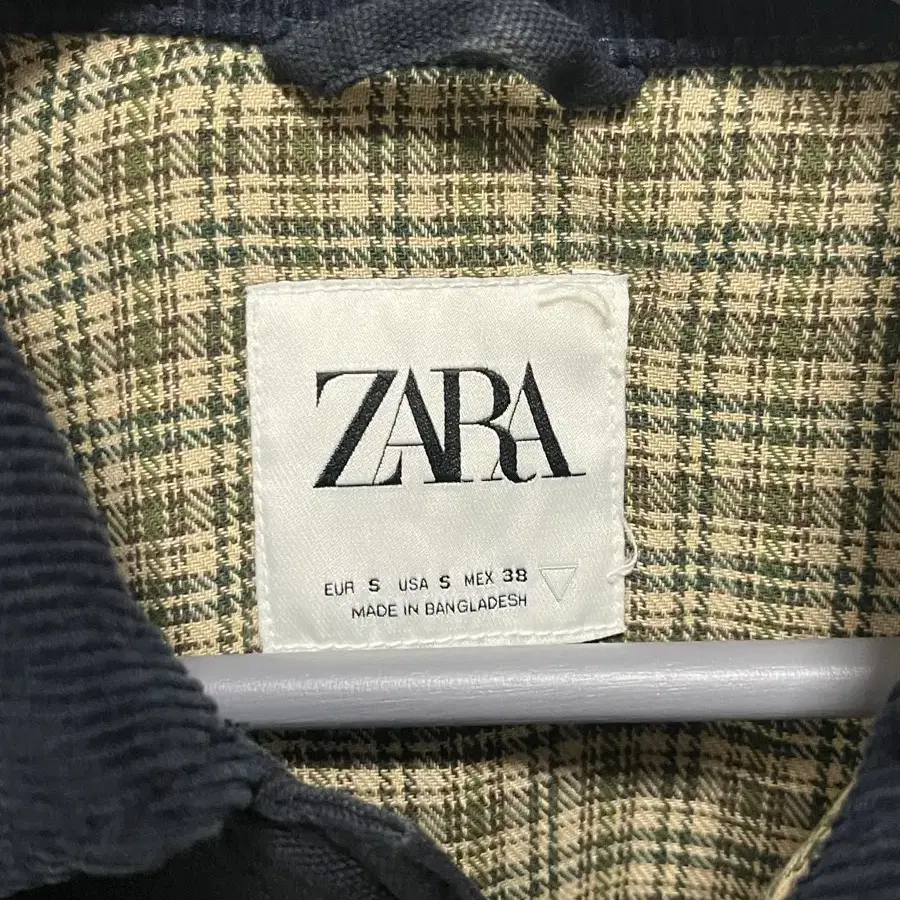 ZARA
EUR S USA S MEX 38
MADE IN BANGLADESH